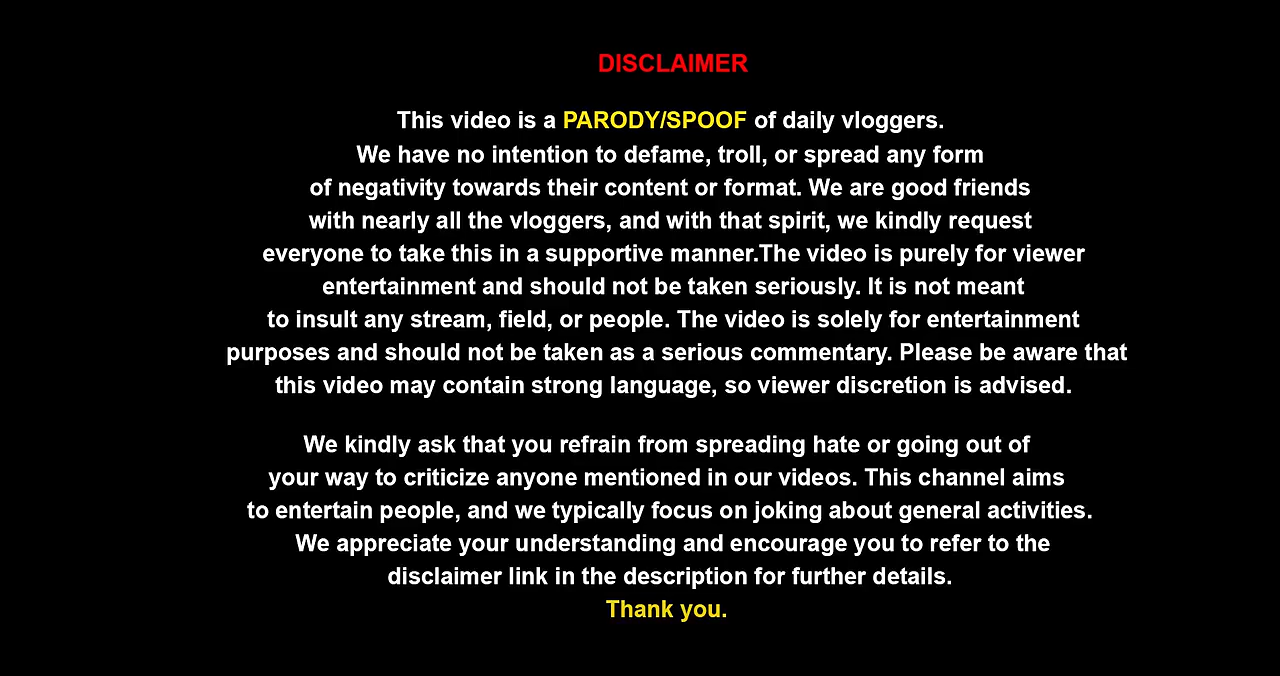 DISCLAIMER
This video is a PARODY/SPOOF of daily vloggers.
We have no intention to defame, troll, or spread any form
of negativity towards their content or format. We are good friends
with nearly all the vloggers, and with that spirit, we kindly request
everyone to take this in a supportive manner.The video is purely for viewer
entertainment and should not be taken seriously. It is not meant
to insult any stream, field, or people. The video is solely for entertainment
purposes and should not be taken as a serious commentary. Please be aware that
this video may contain strong language, so viewer discretion is advised.
We kindly ask that you refrain from spreading hate or going out of
your way to criticize anyone mentioned in our videos. This channel aims
to entertain people, and we typically focus on joking about general activities.
We appreciate your understanding and encourage you to refer to the
disclaimer link in the description for further details.
Thank you.